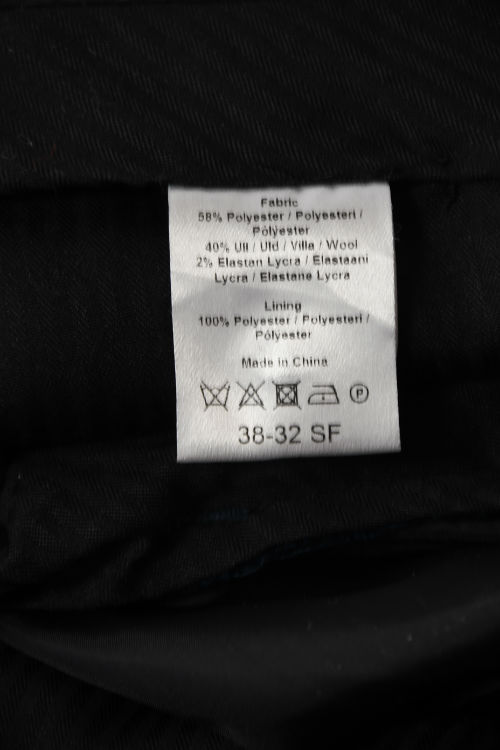 Fabric
58% Polyester / Polyesteri /
Pólyester
40% Ull / Uld / Villa / Wool
2% Elastan Lycra / Elastaani
Lycra / Elastane Lycra
Lining
100% Polyester / Polyesteri /
Pólyester
Made in China
P
38-32 SF